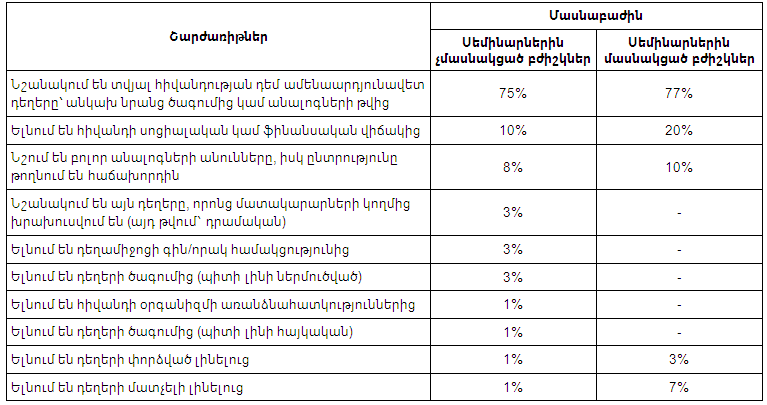 Շարժառիթներ
Մասնաբաժին
Սեմինարներին
չմասնակցած բժիշկներ
Սեմինարներին
մասնակցած բժիշկներ
Նշանակում են տվյալ հիվանդության դեմ ամենաարդյունավետ
դեղերը՝ անկախ նրանց ծագումից կամ անալոգների թվից
75%
77%
Ելնում են հիվանդի սոցիալական կամ ֆինանսական վիճակից
10%
20%
Նշում են բոլոր անալոգների անունները, իսկ ընտրությունը
թողնում են հաճախորդին
8%
10%
Նշանակում են այն դեղերը, որոնց մատակարարների կողմից
խրախուսվում են (այդ թվում՝ դրամական)
3%
-
Ելնում են դեղամիջոցի գին/որակ համակցությունից
3%
-
Ելնում են դեղերի ծագումից (պիտի լինի ներմուծված)
3%
-
Ելնում են հիվանդի օրգանիզմի առանձնահատկություններից
1%
-
Ելնում են դեղերի ծագումից (պիտի լինի հայկական)
1%
-
Ելնում են դեղերի փորձված լինելուց
1%
3%
Ելնում են դեղերի մատչելի լինելուց
1%
7%